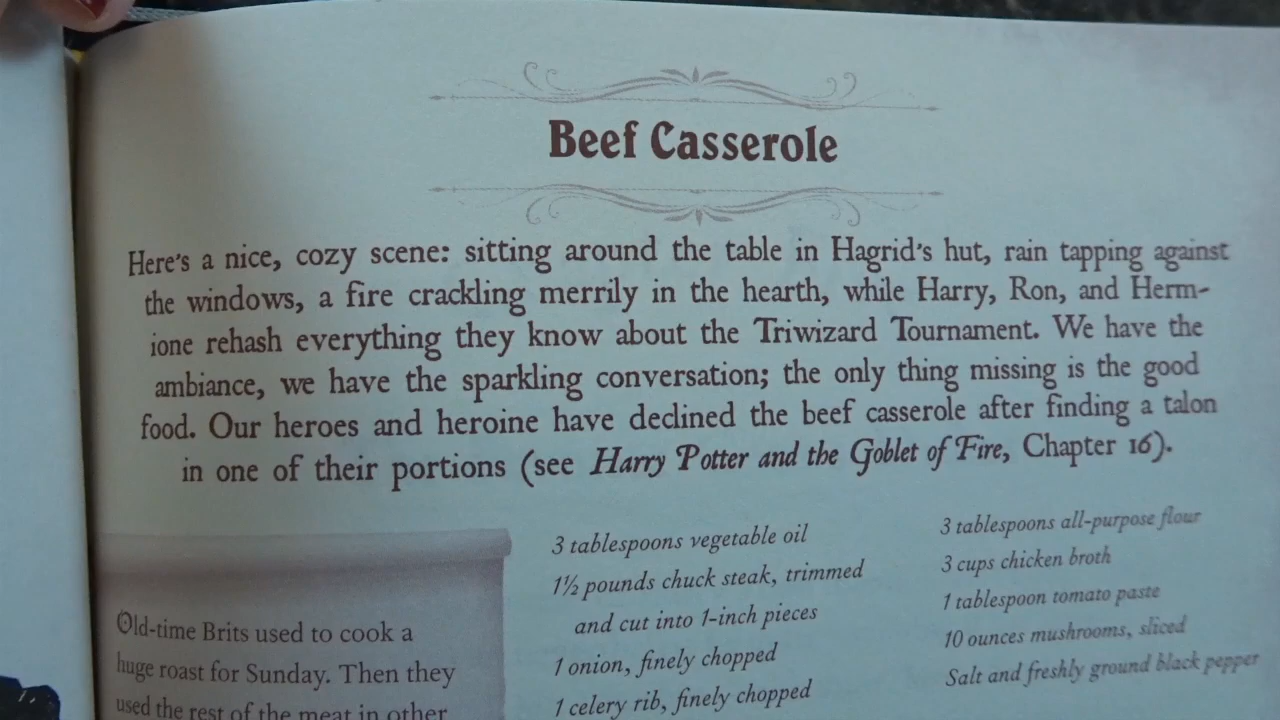 Beef Casserole
Here's a nice, cozy scene: sitting around the table in Hagrid's hut, rain tapping against
the windows, a fire crackling merrily in the hearth, while Harry, Ron, and Herm-
ione rehash everything they know about the Triwizard Tournament. We have the
ambiance, we have the sparkling conversation; the only thing missing is the good
food. Our heroes and heroine have declined the beef casserole after finding a talon
in one of their portions (see Harry Potter and the Goblet of Fire, Chapter 16).
Old-time Brits used to cook a
huge roast for Sunday. Then they
used the rest of the meat in other
3 tablespoons vegetable oil
1½ pounds chuck steak, trimmed
and cut into 1-inch pieces
1 onion, finely chopped
1 celery rib, finely chopped
3 tablespoons all-purpose flour
3 cups chicken broth
1 tablespoon tomato paste
10 ounces mushrooms, sliced
Salt and freshly ground black pepper